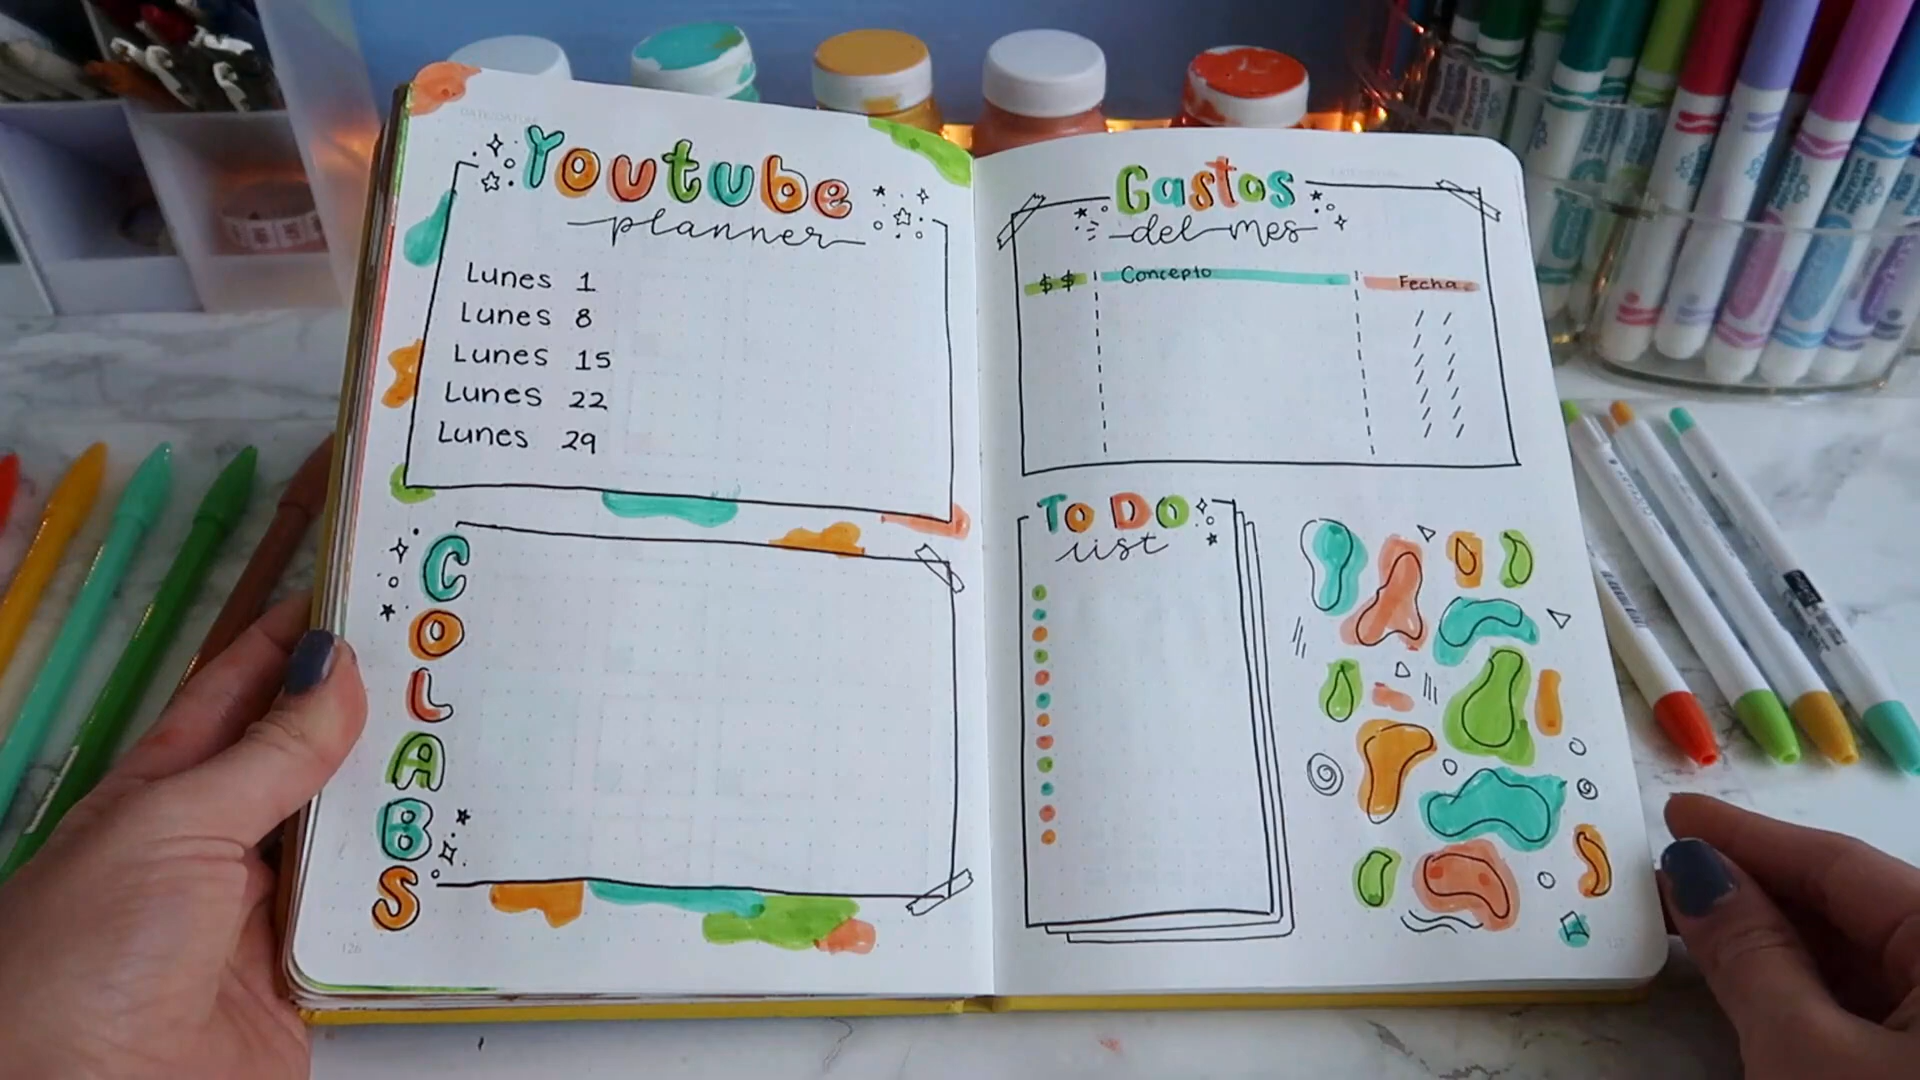 Youtube
planner
Lunes 1
Lunes 8
Lunes 15
Lunes 22
Lunes 29
COLABS
126
Gastos
del mes
$$ Concepto Fecha
To Do
list